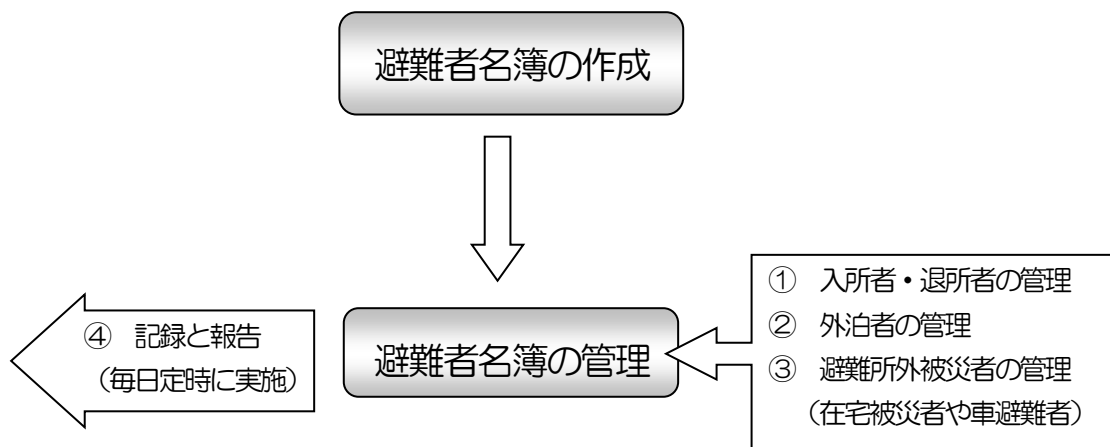 避難者名簿の作成
避難者名簿の管理
① 入所者・退所者の管理
② 外泊者の管理
③ 避難所外被災者の管理
（在宅被災者や車避難者）
④ 記録と報告
（毎日定時に実施）